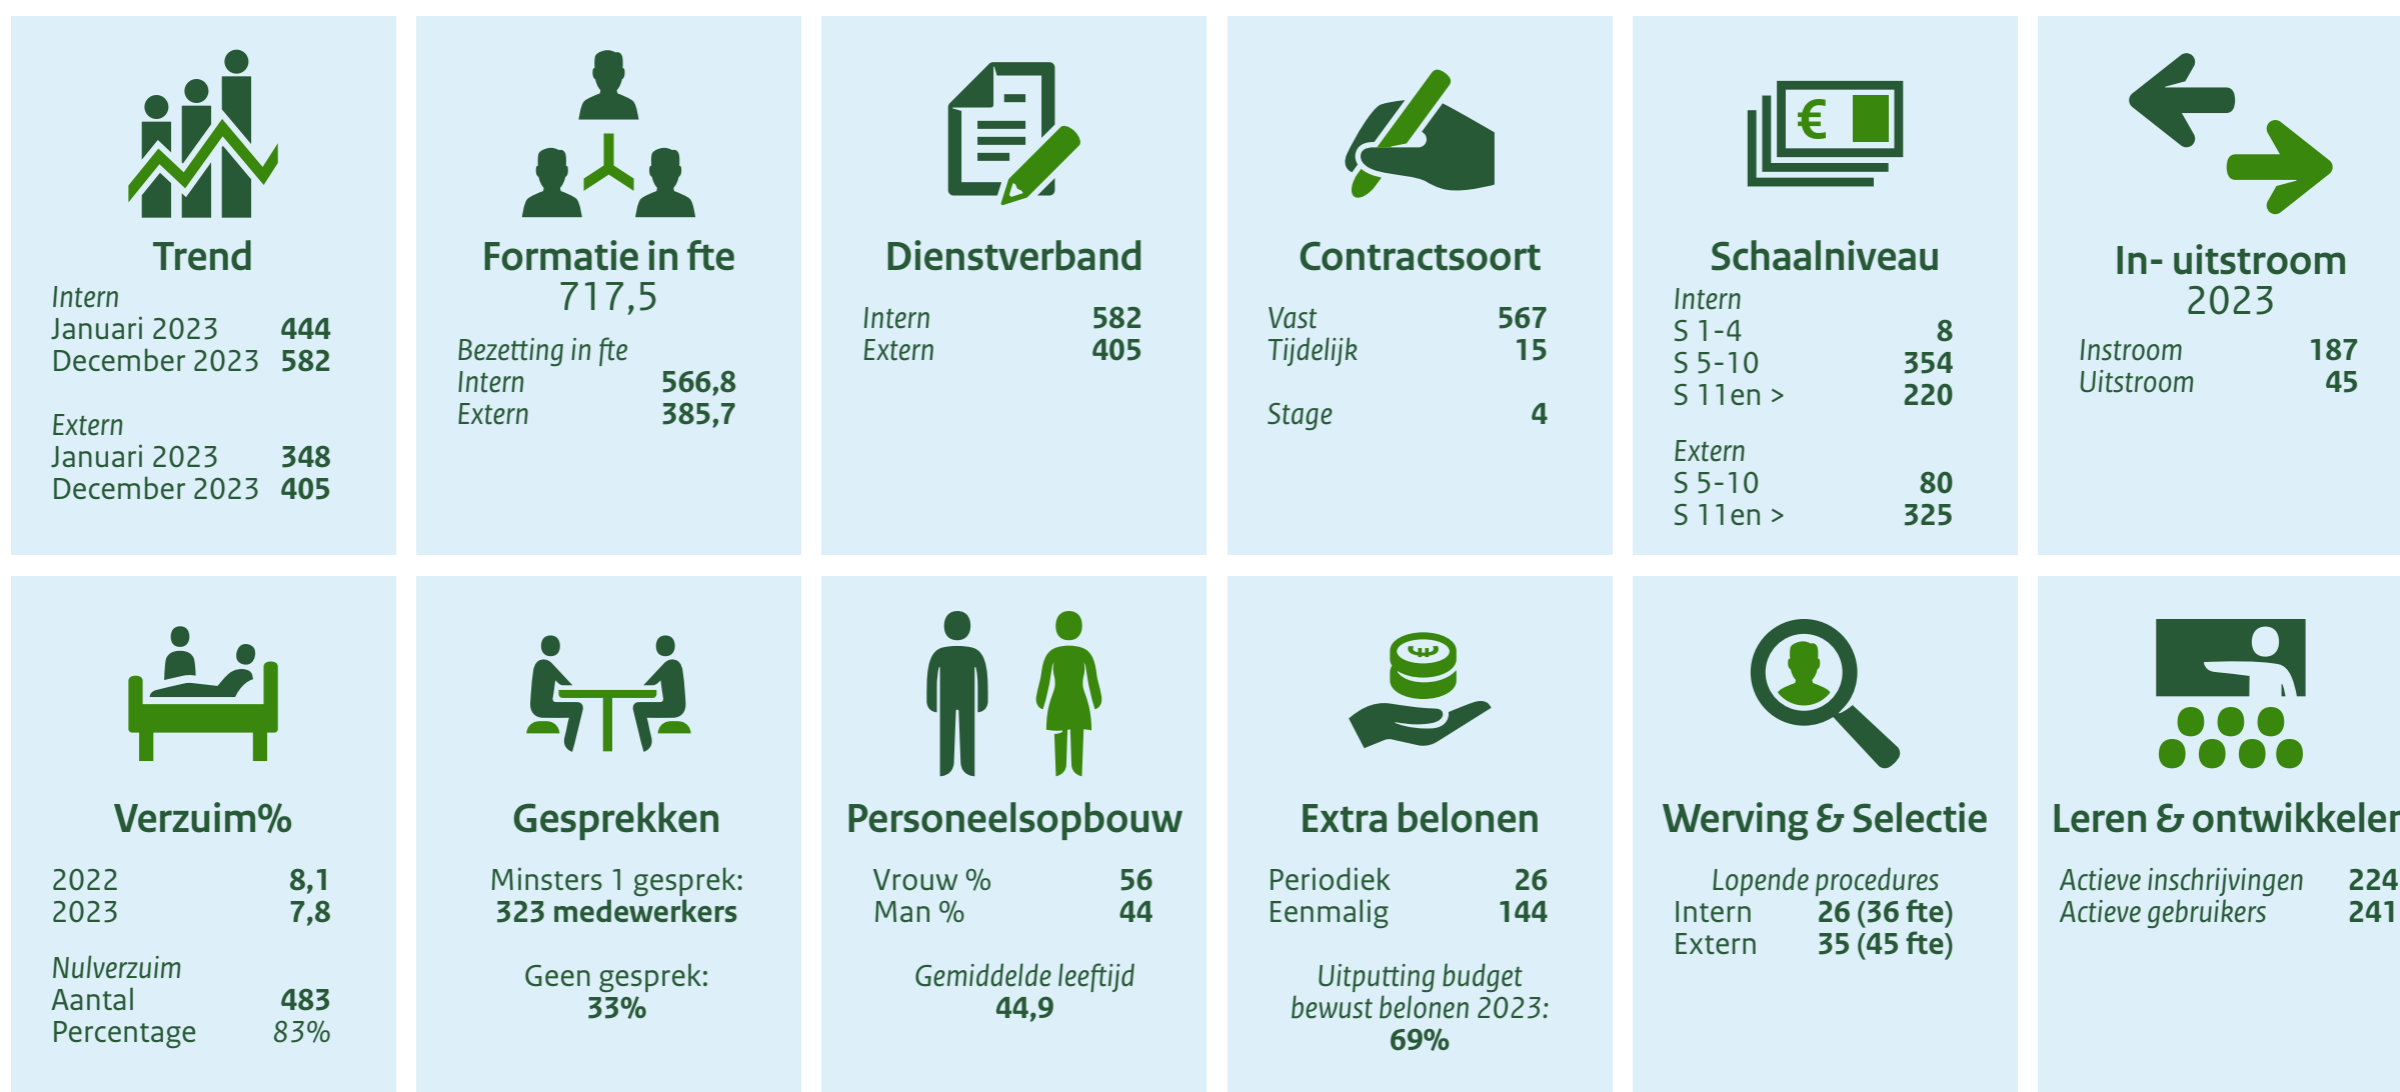 Trend
Intern
Januari 2023 444
December 2023 582
Extern
Januari 2023 348
December 2023 405
Formatie in fte
717,5
Bezetting in fte
Intern 566,8
Extern 385,7
Dienstverband
Intern 582
Extern 405
Contractsoort
Vast 567
Tijdelijk 15
Stage 4
Schaalniveau
Intern
S 1-4 8
S 5-10 354
S 11en > 220
Extern
S 5-10 80
S 11en > 325
In- uitstroom
2023
Instroom 187
Uitstroom 45
Verzuim%
2022 8,1
2023 7,8
Nulverzuim
Aantal 483
Percentage 83%
Gesprekken
Minsters 1 gesprek:
323 medewerkers
Geen gesprek:
33%
Personeelsopbouw
Vrouw % 56
Man % 44
Gemiddelde leeftijd
44,9
Extra belonen
Periodiek 26
Eenmalig 144
Uitputting budget
bewust belonen 2023:
69%
Werving & Selectie
Lopende procedures
Intern 26 (36 fte)
Extern 35 (45 fte)
Leren & ontwikkelen
Actieve inschrijvingen 224
Actieve gebruikers 241